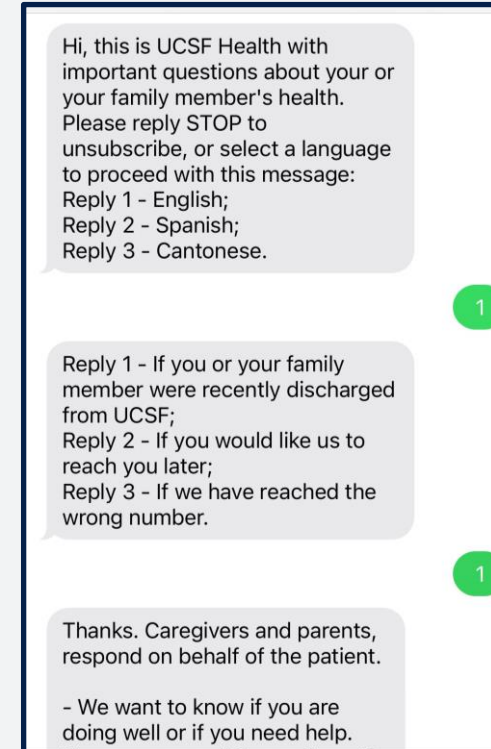 Hi, this is UCSF Health with
important questions about your or
your family member's health.
Please reply STOP to
unsubscribe, or select a language
to proceed with this message:
Reply 1 - English;
Reply 2 - Spanish;
Reply 3 - Cantonese.
1
Reply 1 - If you or your family
member were recently discharged
from UCSF;
Reply 2 - If you would like us to
reach you later;
Reply 3 - If we have reached the
wrong number.
1
Thanks. Caregivers and parents,
respond on behalf of the patient.
- We want to know if you are
doing well or if you need help.